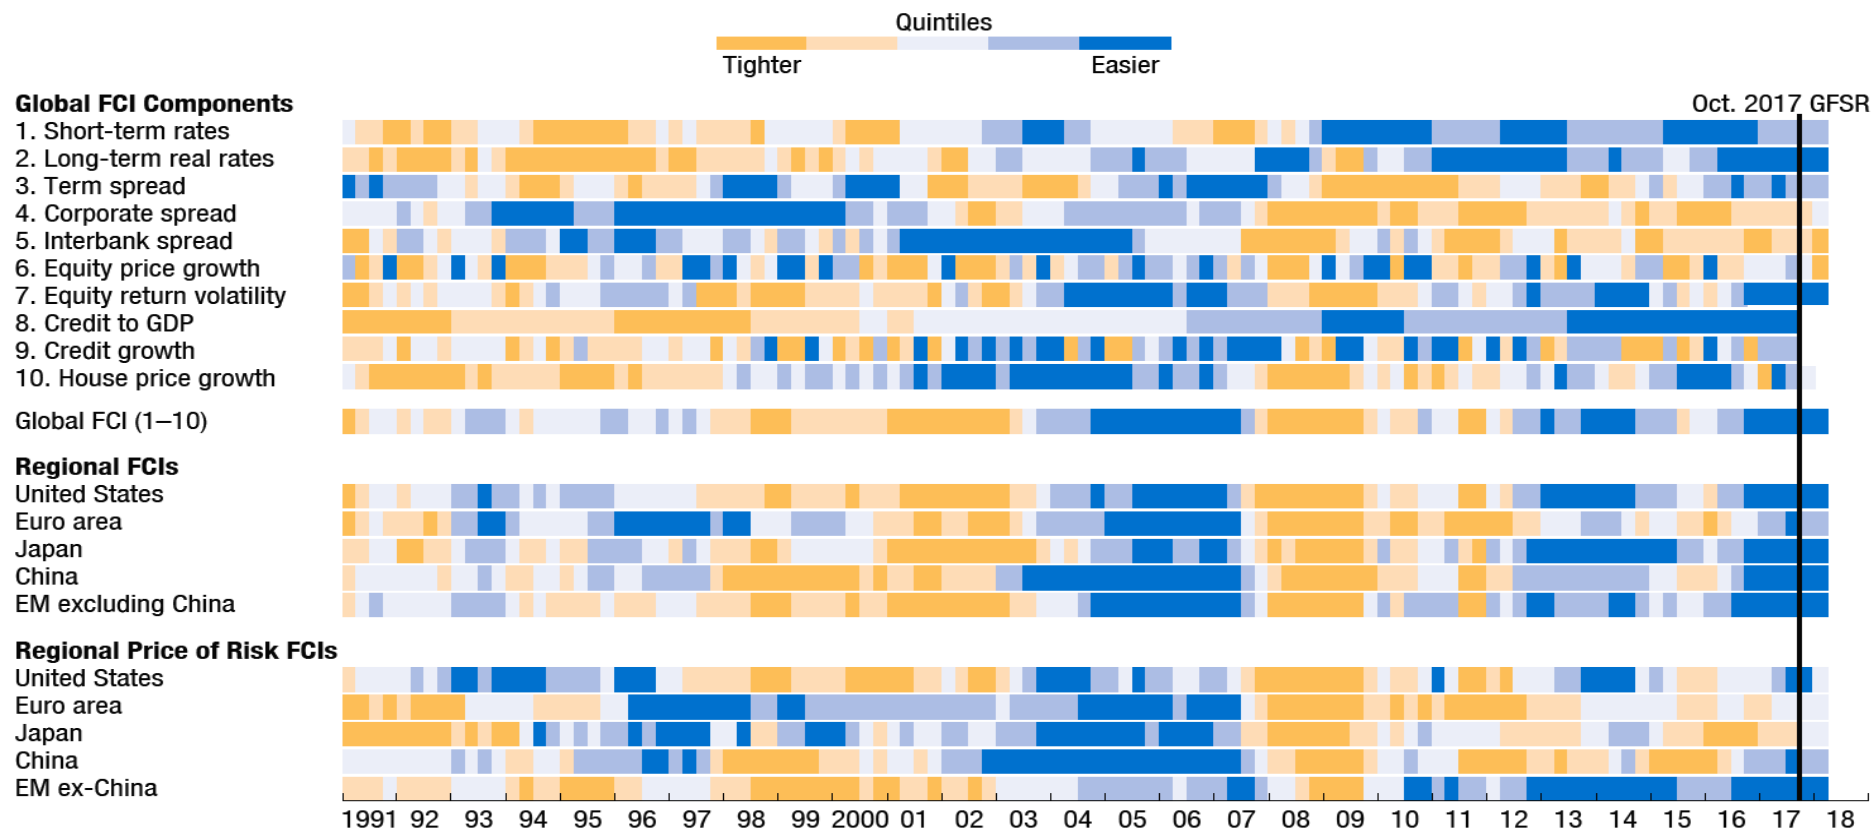 Quintiles
Tighter Easier
Global FCI Components
Oct. 2017 GFSR
1. Short-term rates
2. Long-term real rates
3. Term spread
4. Corporate spread
5. Interbank spread
6. Equity price growth
7. Equity return volatility
8. Credit to GDP
9. Credit growth
10. House price growth
Global FCI (1–10)
Regional FCIs
United States
Euro area
Japan
China
EM excluding China
Regional Price of Risk FCIs
United States
Euro area
Japan
China
EM ex-China
1991 92 93 94 95 96 97 98 99 2000 01 02 03 04 05 06 07 08 09 10 11 12 13 14 15 16 17 18